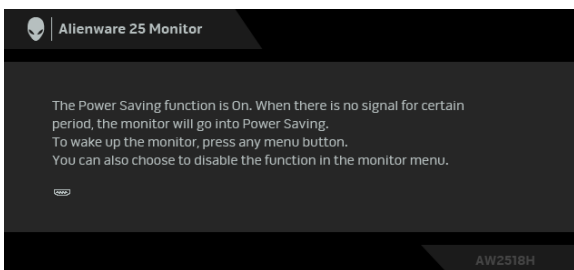 Alienware 25 Monitor
The Power Saving function is On. When there is no signal for certain
period, the monitor will go into Power Saving.
To wake up the monitor, press any menu button.
You can also choose to disable the function in the monitor menu.
AW2518H